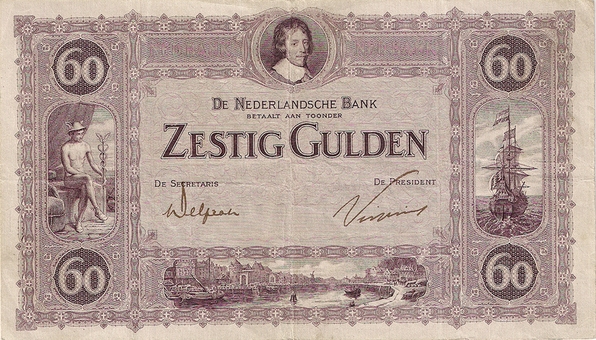 60
60
DE NEDERLANDSCHE BANK
BETAALT AAN TOONDER
ZESTIG GULDEN
DE SECRETARIS
DE PRESIDENT
60
60